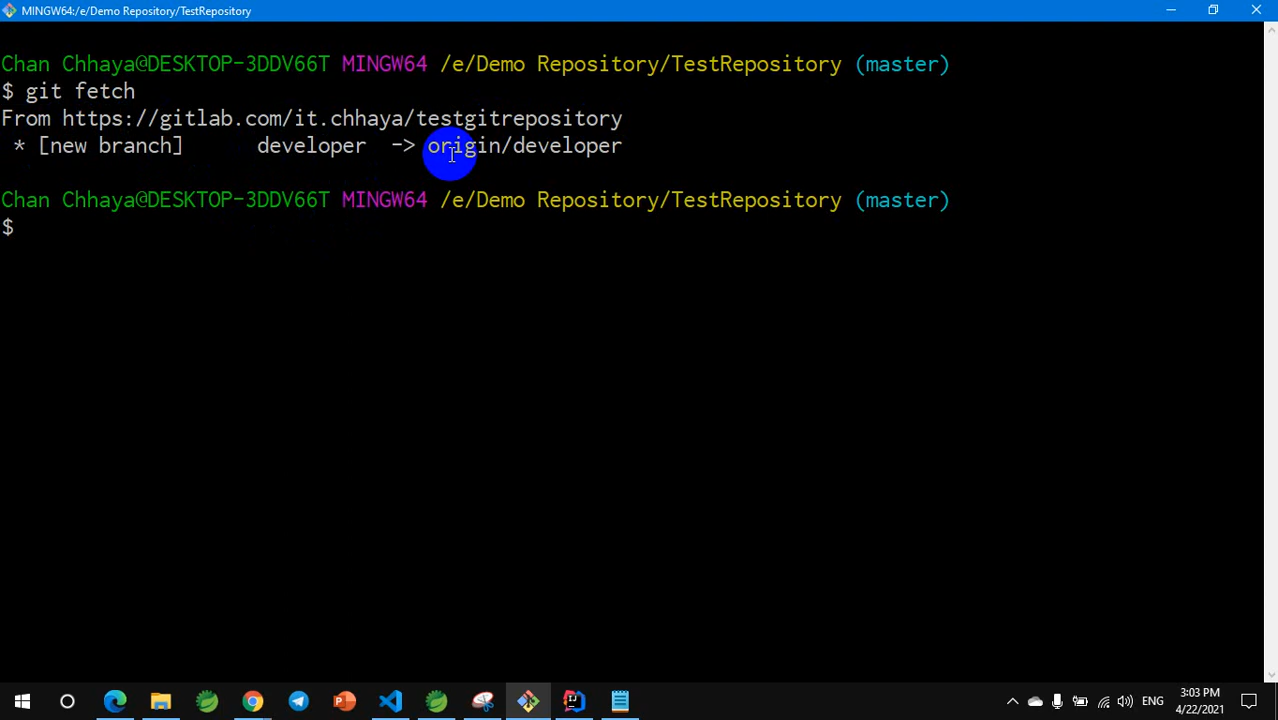 MINGW64:/e/Demo Repository/TestRepository
Chan Chhaya@DESKTOP-3DDV66T MINGW64 /e/Demo Repository/TestRepository (master)
$ git fetch
From https://gitlab.com/it.chhaya/testgitrepository
* [new branch] developer -> origin/developer
Chan Chhaya@DESKTOP-3DDV66T MINGW64 /e/Demo Repository/TestRepository (master)
$
ENG
3:03 PM
4/22/2021